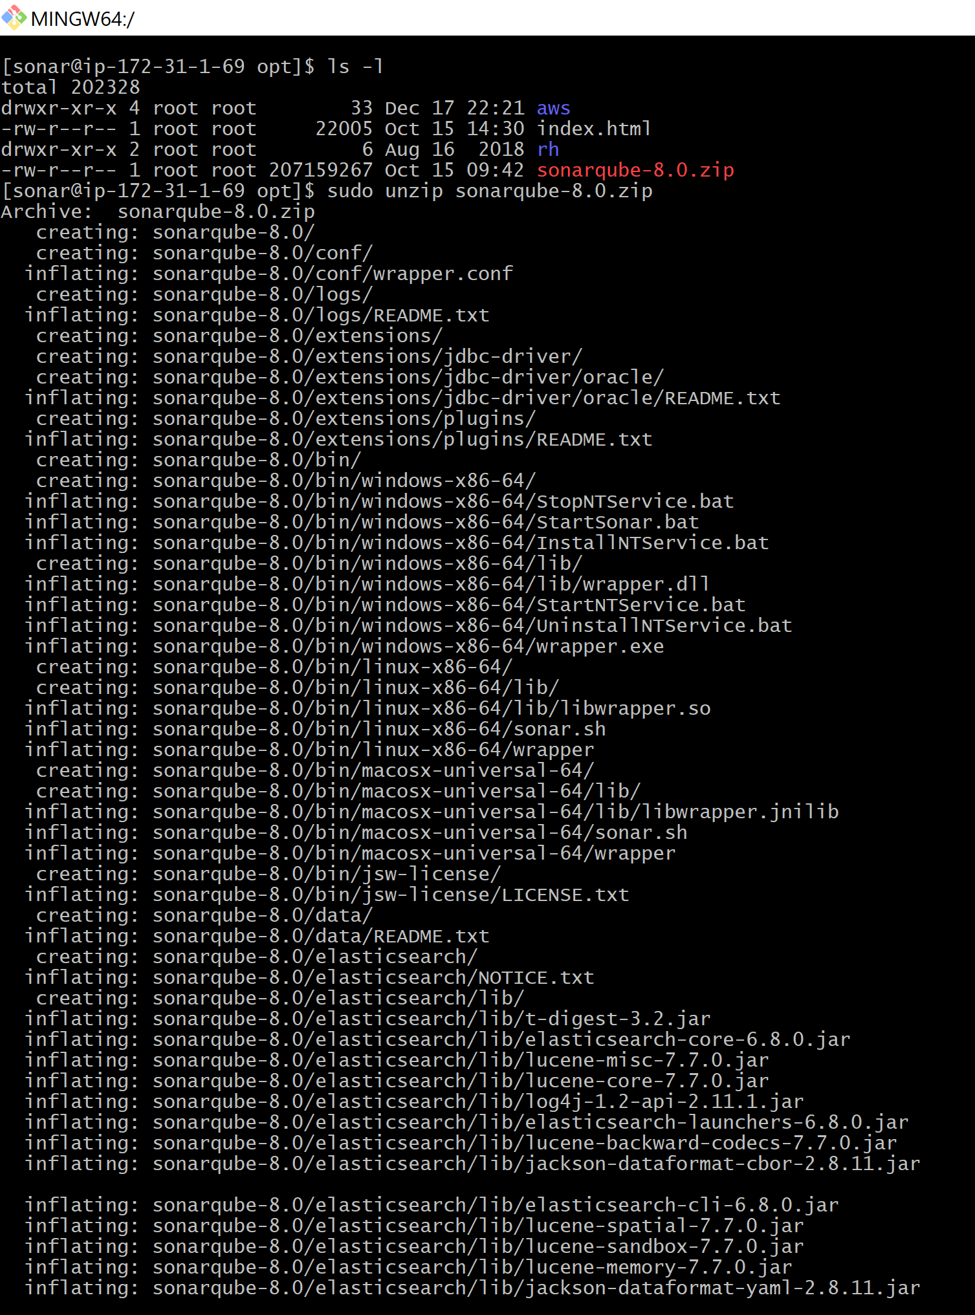 MINGW64:/
[sonar@ip-172-31-1-69 opt]$ ls -l
total 202328
drwxr-xr-x 4 root root        33 Dec 17 22:21 aws
-rw-r--r-- 1 root root     22005 Oct 15 14:30 index.html
drwxr-xr-x 2 root root         6 Aug 16  2018 rh
-rw-r--r-- 1 root root 207159267 Oct 15 09:42 sonarqube-8.0.zip
[sonar@ip-172-31-1-69 opt]$ sudo unzip sonarqube-8.0.zip
Archive:  sonarqube-8.0.zip
   creating: sonarqube-8.0/
   creating: sonarqube-8.0/conf/
  inflating: sonarqube-8.0/conf/wrapper.conf
   creating: sonarqube-8.0/logs/
  inflating: sonarqube-8.0/logs/README.txt
   creating: sonarqube-8.0/extensions/
   creating: sonarqube-8.0/extensions/jdbc-driver/
   creating: sonarqube-8.0/extensions/jdbc-driver/oracle/
  inflating: sonarqube-8.0/extensions/jdbc-driver/oracle/README.txt
   creating: sonarqube-8.0/extensions/plugins/
  inflating: sonarqube-8.0/extensions/plugins/README.txt
   creating: sonarqube-8.0/bin/
   creating: sonarqube-8.0/bin/windows-x86-64/
  inflating: sonarqube-8.0/bin/windows-x86-64/StopNTService.bat
  inflating: sonarqube-8.0/bin/windows-x86-64/StartSonar.bat
  inflating: sonarqube-8.0/bin/windows-x86-64/InstallNTService.bat
   creating: sonarqube-8.0/bin/windows-x86-64/lib/
  inflating: sonarqube-8.0/bin/windows-x86-64/lib/wrapper.dll
  inflating: sonarqube-8.0/bin/windows-x86-64/StartNTService.bat
  inflating: sonarqube-8.0/bin/windows-x86-64/UninstallNTService.bat
  inflating: sonarqube-8.0/bin/windows-x86-64/wrapper.exe
   creating: sonarqube-8.0/bin/linux-x86-64/
   creating: sonarqube-8.0/bin/linux-x86-64/lib/
  inflating: sonarqube-8.0/bin/linux-x86-64/lib/libwrapper.so
  inflating: sonarqube-8.0/bin/linux-x86-64/sonar.sh
  inflating: sonarqube-8.0/bin/linux-x86-64/wrapper
   creating: sonarqube-8.0/bin/macosx-universal-64/
   creating: sonarqube-8.0/bin/macosx-universal-64/lib/
  inflating: sonarqube-8.0/bin/macosx-universal-64/lib/libwrapper.jnilib
  inflating: sonarqube-8.0/bin/macosx-universal-64/sonar.sh
  inflating: sonarqube-8.0/bin/macosx-universal-64/wrapper
   creating: sonarqube-8.0/bin/jsw-license/
  inflating: sonarqube-8.0/bin/jsw-license/LICENSE.txt
   creating: sonarqube-8.0/data/
  inflating: sonarqube-8.0/data/README.txt
   creating: sonarqube-8.0/elasticsearch/
  inflating: sonarqube-8.0/elasticsearch/NOTICE.txt
   creating: sonarqube-8.0/elasticsearch/lib/
  inflating: sonarqube-8.0/elasticsearch/lib/t-digest-3.2.jar
  inflating: sonarqube-8.0/elasticsearch/lib/elasticsearch-core-6.8.0.jar
  inflating: sonarqube-8.0/elasticsearch/lib/lucene-misc-7.7.0.jar
  inflating: sonarqube-8.0/elasticsearch/lib/lucene-core-7.7.0.jar
  inflating: sonarqube-8.0/elasticsearch/lib/log4j-1.2-api-2.11.1.jar
  inflating: sonarqube-8.0/elasticsearch/lib/elasticsearch-launchers-6.8.0.jar
  inflating: sonarqube-8.0/elasticsearch/lib/lucene-backward-codecs-7.7.0.jar
  inflating: sonarqube-8.0/elasticsearch/lib/jackson-dataformat-cbor-2.8.11.jar
  inflating: sonarqube-8.0/elasticsearch/lib/elasticsearch-cli-6.8.0.jar
  inflating: sonarqube-8.0/elasticsearch/lib/lucene-spatial-7.7.0.jar
  inflating: sonarqube-8.0/elasticsearch/lib/lucene-sandbox-7.7.0.jar
  inflating: sonarqube-8.0/elasticsearch/lib/lucene-memory-7.7.0.jar
  inflating: sonarqube-8.0/elasticsearch/lib/jackson-dataformat-yaml-2.8.11.jar